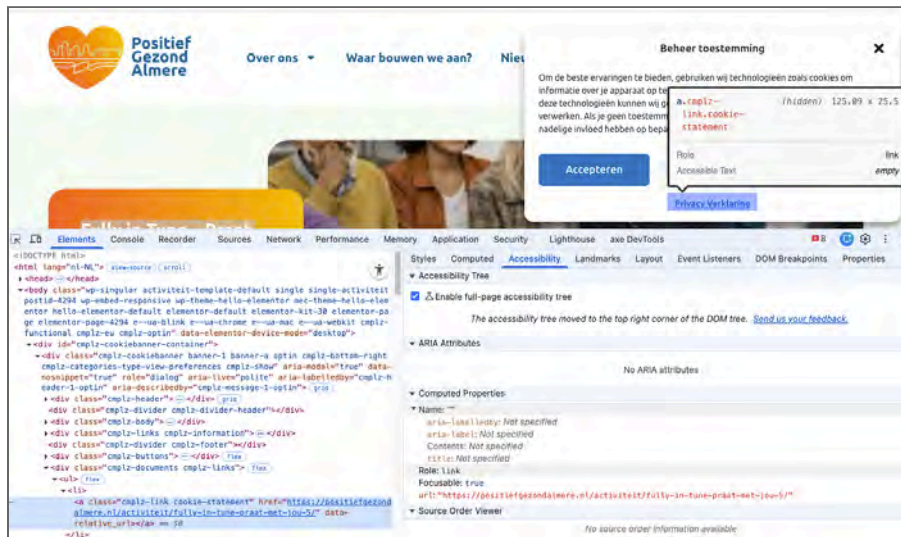 Positief
Gezond
Almere
Over ons
Waar bouwen we aan?
Beheer toestemming
Om de beste ervaringen te bieden, gebruiken wij technologieën zoals cookies om
informatie over je apparaat op te
deze technologieën kunnen wij
verwerken. Als je geen toestemm
nadelige invloed hebben op bepa
Accepteren
a.cmplz-
link.cookie-
statement
(hidden) 125.09 x 25.5
Role link
Accessible Text empty
Privacy Verklaring
Elements Console Recorder Sources Network Performance Memory Application Security Lighthouse axe DevTools 8
<!DOCTYPE html>
<html lang="nl-NL"> view-source scroll
<head> </head>
<body class="wp-singular activiteit-template-default single single-activiteit
postid-4294 wp-embed-responsive wp-theme-hello-elementor mec-theme-hello-elem
entor hello-elementor-default elementor-default elementor-kit-30 elementor-pa
ge elementor-page-4294 e--ua-blink e--ua-chrome e--ua-mac e--ua-webkit cmplz-
functional cmplz-eu cmplz-optin" data-elementor-device-mode="desktop">
<div id="cmplz-cookiebanner-container">
<div class="cmplz-cookiebanner banner-1 banner-a optin cmplz-bottom-right
cmplz-categories-type-view-preferences cmplz-show" aria-modal="true" data-
nosnippet="true" role="dialog" aria-live="polite" aria-labelledby="cmplz-h
eader-1-optin" aria-describedby="cmplz-message-1-optin"> grid
<div class="cmplz-header"> </div> grid
<div class="cmplz-divider cmplz-divider-header"></div>
<div class="cmplz-body"> </div>
<div class="cmplz-links cmplz-information"> </div>
<div class="cmplz-divider cmplz-footer"></div>
<div class="cmplz-buttons"> </div> flex
<div class="cmplz-documents cmplz-links"> flex
<ul> flex
<li>
<a class="cmplz-link cookie-statement" href="https://positiefgezond
almere.nl/activiteit/fully-in-tune-praat-met-jou-5/" data-
relative_url></a> == $0
</li>
Styles Computed Accessibility Landmarks Layout Event Listeners DOM Breakpoints Properties
Accessibility Tree
Enable full-page accessibility tree
The accessibility tree moved to the top right corner of the DOM tree. Send us your feedback.
ARIA Attributes
No ARIA attributes
Computed Properties
Name: ""
aria-labelledby: Not specified
aria-label: Not specified
Contents: Not specified
title: Not specified
Role: link
Focusable: true
url: "https://positiefgezondalmere.nl/activiteit/fully-in-tune-praat-met-jou-5/"
Source Order Viewer
No source order information available